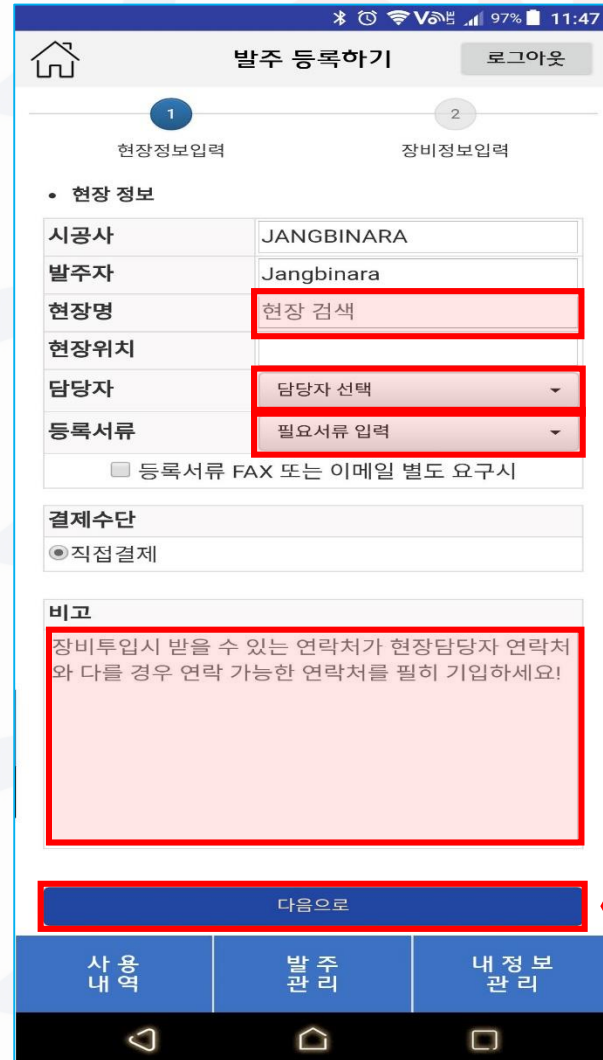 97% 11:47
발주 등록하기 로그아웃
1 2
현장정보입력 장비정보입력
• 현장 정보
시공사 JANGBINARA
발주자 Jangbinara
현장명 현장 검색
현장위치
담당자 담당자 선택
등록서류 필요서류 입력
등록서류 FAX 또는 이메일 별도 요구시
결제수단
직접결제
비고
장비투입시 받을 수 있는 연락처가 현장담당자 연락처
와 다를 경우 연락 가능한 연락처를 필히 기입하세요!
다음으로
사 용 발 주 내 정 보
내 역 관 리 관 리